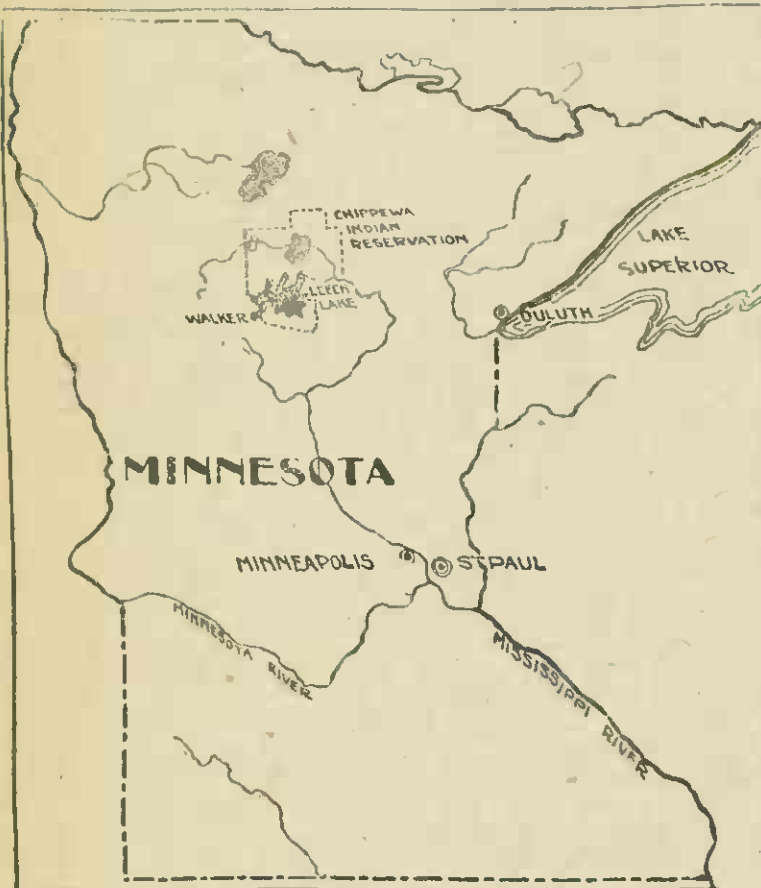 CHIPPEWA
INDIAN
RESERVATION
LAKE
SUPERIOR
LEECH
LAKE
WALKER
DULUTH
MINNESOTA
MINNEAPOLIS
ST.PAUL
MINNESOTA RIVER
MISSISSIPPI RIVER